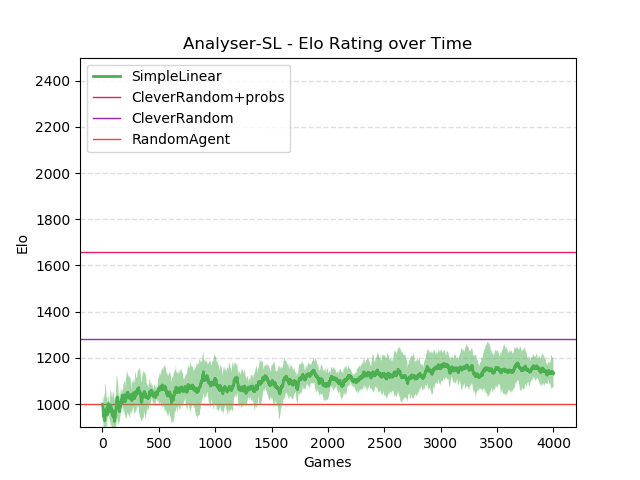 Analyser-SL - Elo Rating over Time
SimpleLinear
CleverRandom+probs
CleverRandom
RandomAgent
2400
2200
2000
1800
1600
1400
1200
1000
Elo
0 500 1000 1500 2000 2500 3000 3500 4000
Games